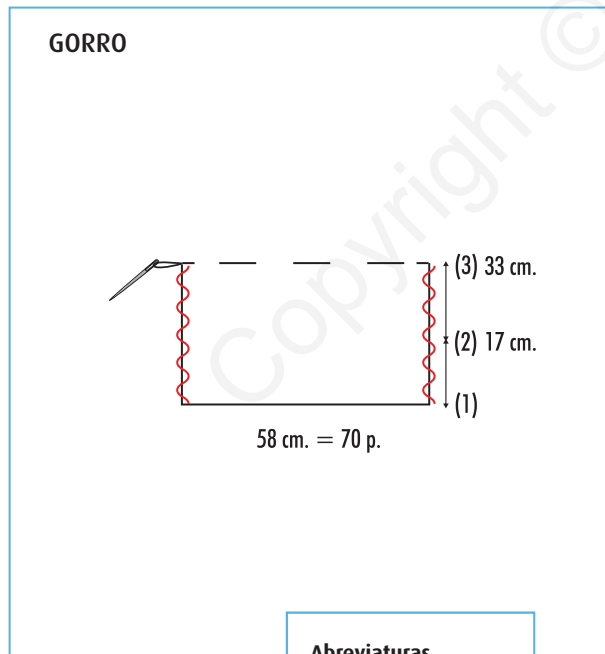 GORRO
Copyright ©
(3) 33 cm.
(2) 17 cm.
(1)
58 cm. = 70 p.
Abreviaturas